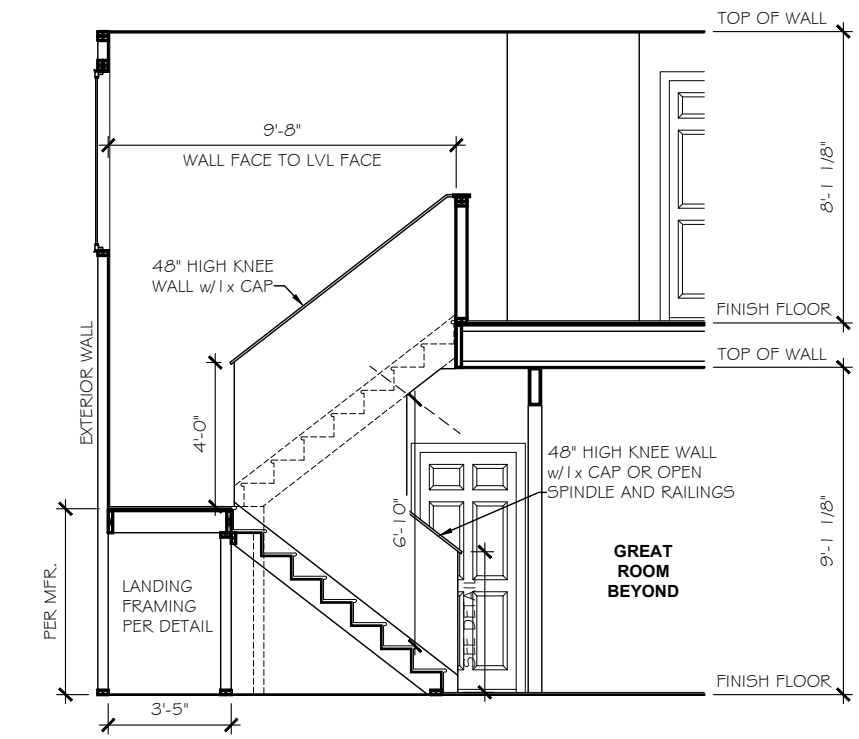 TOP OF WALL
9'-8"
WALL FACE TO LVL FACE
8'-1 1/8"
48" HIGH KNEE
WALL w/1x CAP
FINISH FLOOR
EXTERIOR WALL
TOP OF WALL
4'-0"
48" HIGH KNEE WALL
w/1x CAP OR OPEN
SPINDLE AND RAILINGS
6'-10"
9'-1 1/8"
GREAT
ROOM
BEYOND
PER MFR.
LANDING
FRAMING
PER DETAIL
SEE DETAIL
FINISH FLOOR
3'-5"